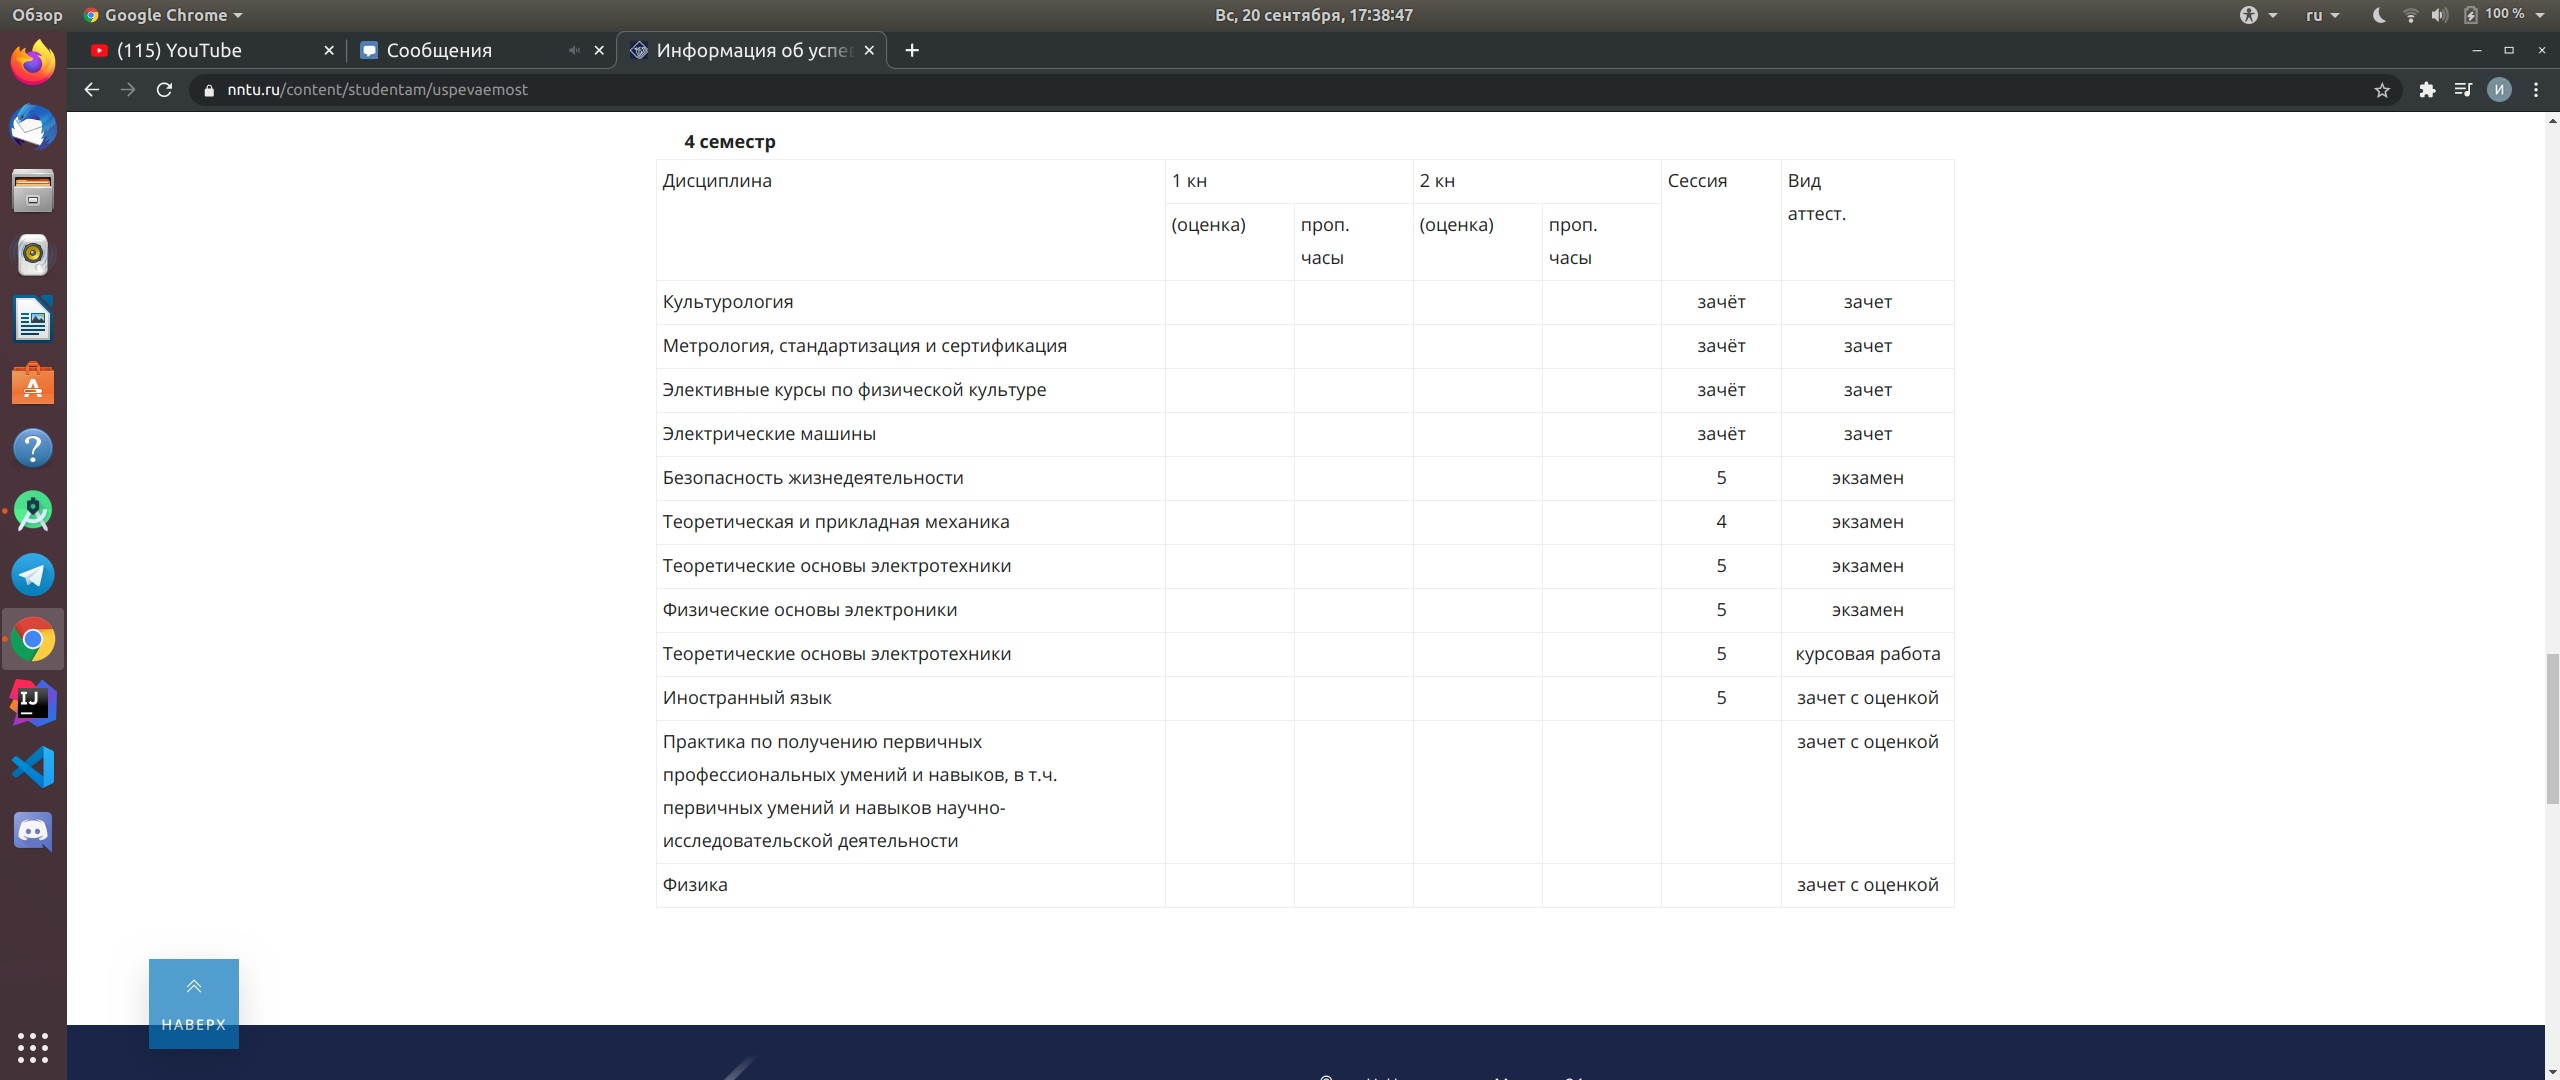 Обзор
Google Chrome
Вс, 20 сентября, 17:38:47
ru
100 %
(115) YouTube
Сообщения
Информация об успев
nntu.ru/content/studentam/uspevaemost
И
4 семестр
Дисциплина 1 кн 2 кн Сессия Вид
аттест.
(оценка) проп. (оценка) проп.
часы часы
Культурология зачёт зачет
Метрология, стандартизация и сертификация зачёт зачет
Элективные курсы по физической культуре зачёт зачет
Электрические машины зачёт зачет
Безопасность жизнедеятельности 5 экзамен
Теоретическая и прикладная механика 4 экзамен
Теоретические основы электротехники 5 экзамен
Физические основы электроники 5 экзамен
Теоретические основы электротехники 5 курсовая работа
Иностранный язык 5 зачет с оценкой
Практика по получению первичных зачет с оценкой
профессиональных умений и навыков, в т.ч.
первичных умений и навыков научно-
исследовательской деятельности
Физика зачет с оценкой
НАВЕРХ